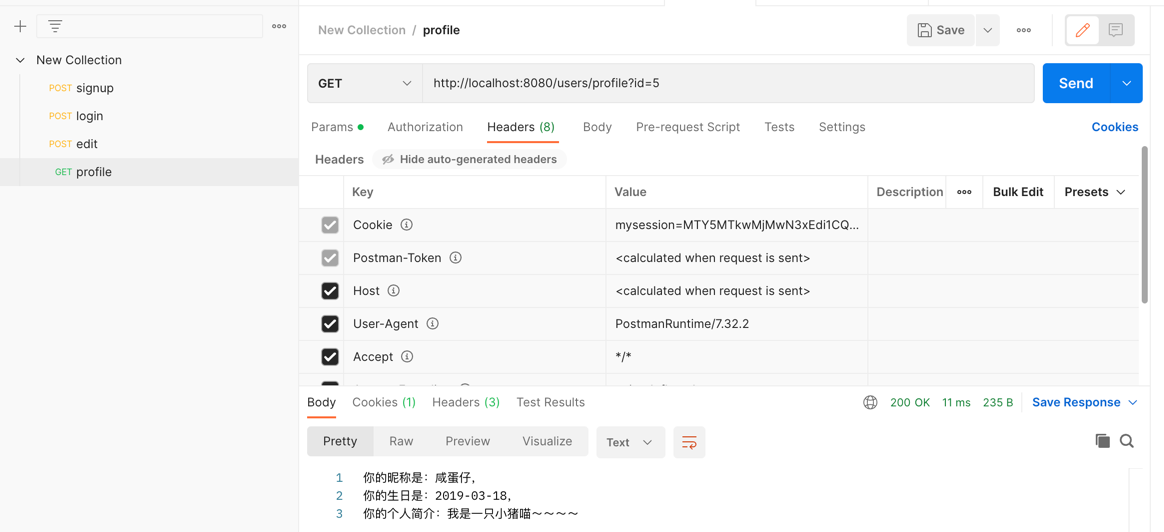 New Collection / profile
Save
New Collection
POST signup
POST login
POST edit
GET profile
GET
http://localhost:8080/users/profile?id=5
Send
Params
Authorization
Headers (8)
Body
Pre-request Script
Tests
Settings
Cookies
Headers
Hide auto-generated headers
Key
Value
Description
Bulk Edit
Presets
Cookie
mysession=MTY5MTkwMjMwN3xEdi1CQ...
Postman-Token
<calculated when request is sent>
Host
<calculated when request is sent>
User-Agent
PostmanRuntime/7.32.2
Accept
*/*
Body
Cookies (1)
Headers (3)
Test Results
200 OK
11 ms
235 B
Save Response
Pretty
Raw
Preview
Visualize
Text
1 你的昵称是: 咸蛋仔,
2 你的生日是: 2019-03-18,
3 你的个人简介: 我是一只小猪喵～～～～